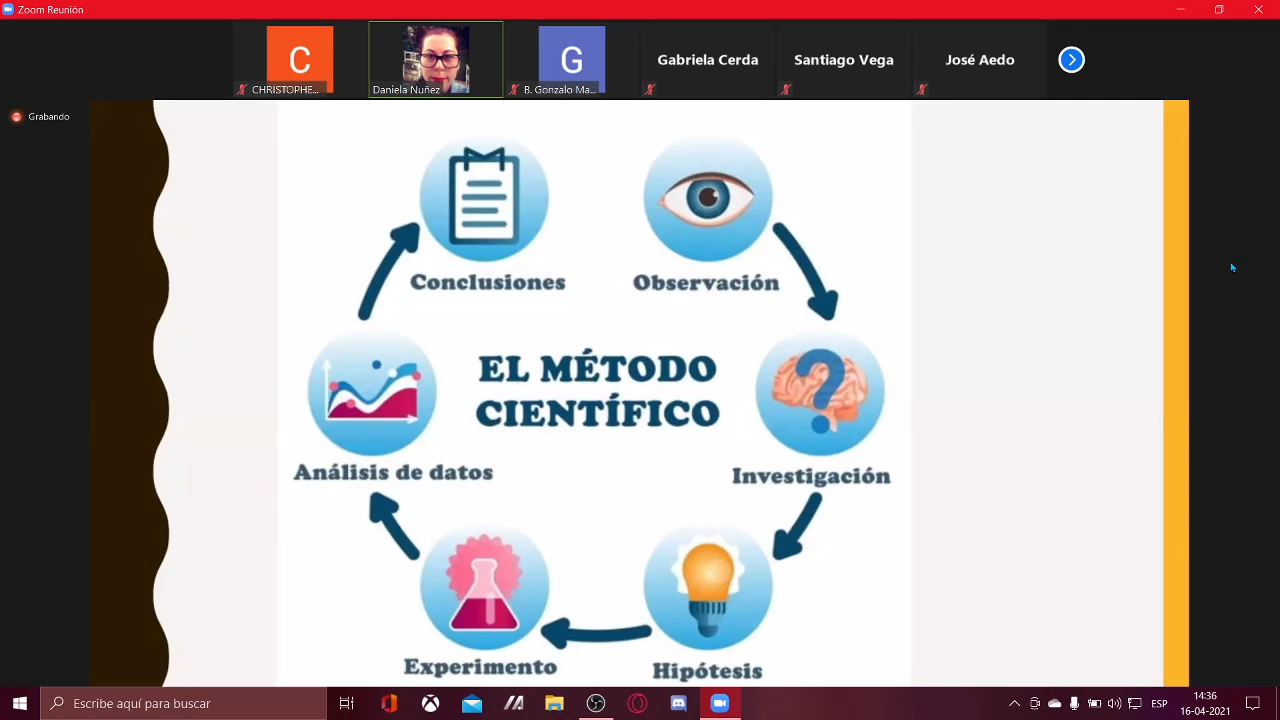 Zoom Reunión
C
G
Gabriela Cerda
Santiago Vega
José Aedo
CHRISTOPHE...
Daniela Nuñez
B. Gonzalo Ma...
Grabando
Conclusiones
Observación
EL MÉTODO
CIENTÍFICO
Análisis de datos
Investigación
Experimento
Hipótesis
Escribe aquí para buscar
ESP
14:36
16-04-2021